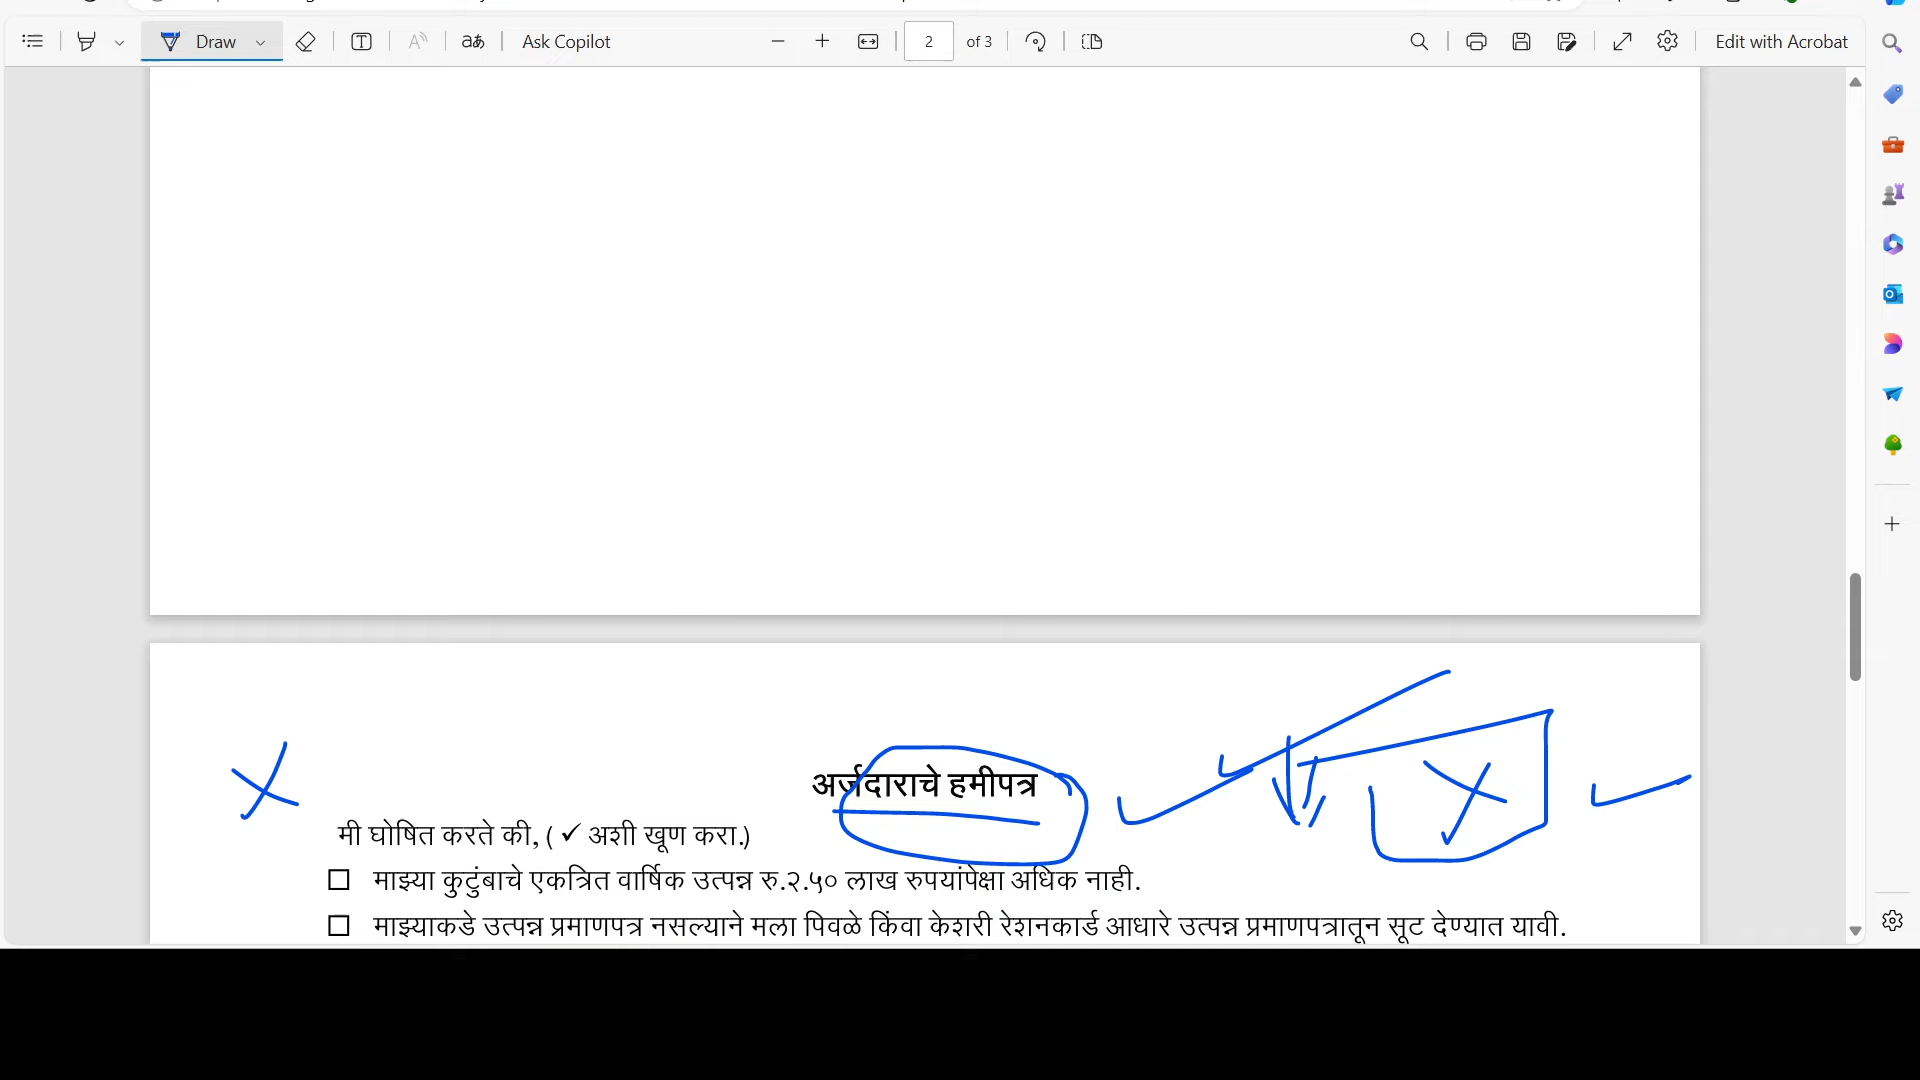 Draw
aあ
Ask Copilot
2 of 3
Edit with Acrobat
अर्जदाराचे हमीपत्र
मी घोषित करते की, ( ✓ अशी खूण करा.)
माझ्या कुटुंबाचे एकत्रित वार्षिक उत्पन्न रु.२.५० लाख रुपयांपेक्षा अधिक नाही.
माझ्याकडे उत्पन्न प्रमाणपत्र नसल्याने मला पिवळे किंवा केशरी रेशनकार्ड आधारे उत्पन्न प्रमाणपत्रातून सूट देण्यात यावी.